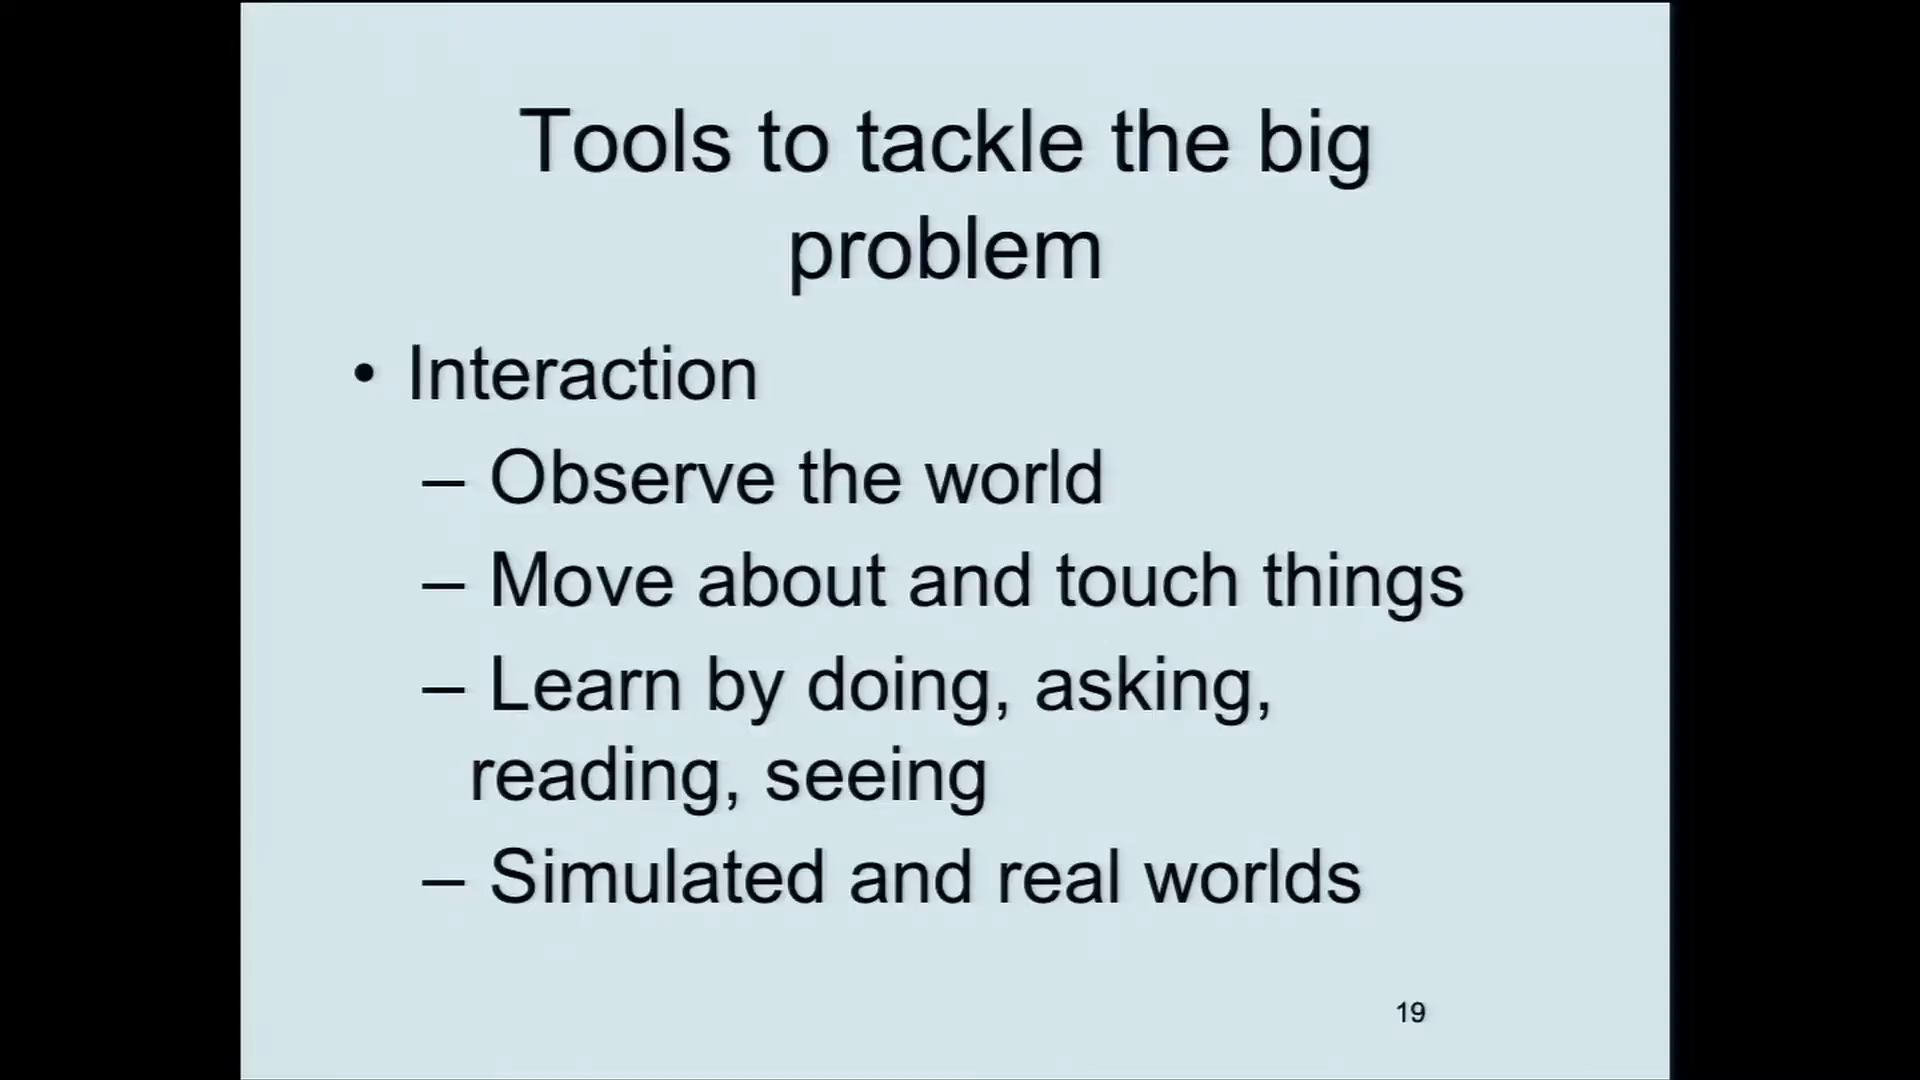 Tools to tackle the big
problem
• Interaction
– Observe the world
– Move about and touch things
– Learn by doing, asking,
reading, seeing
– Simulated and real worlds
19